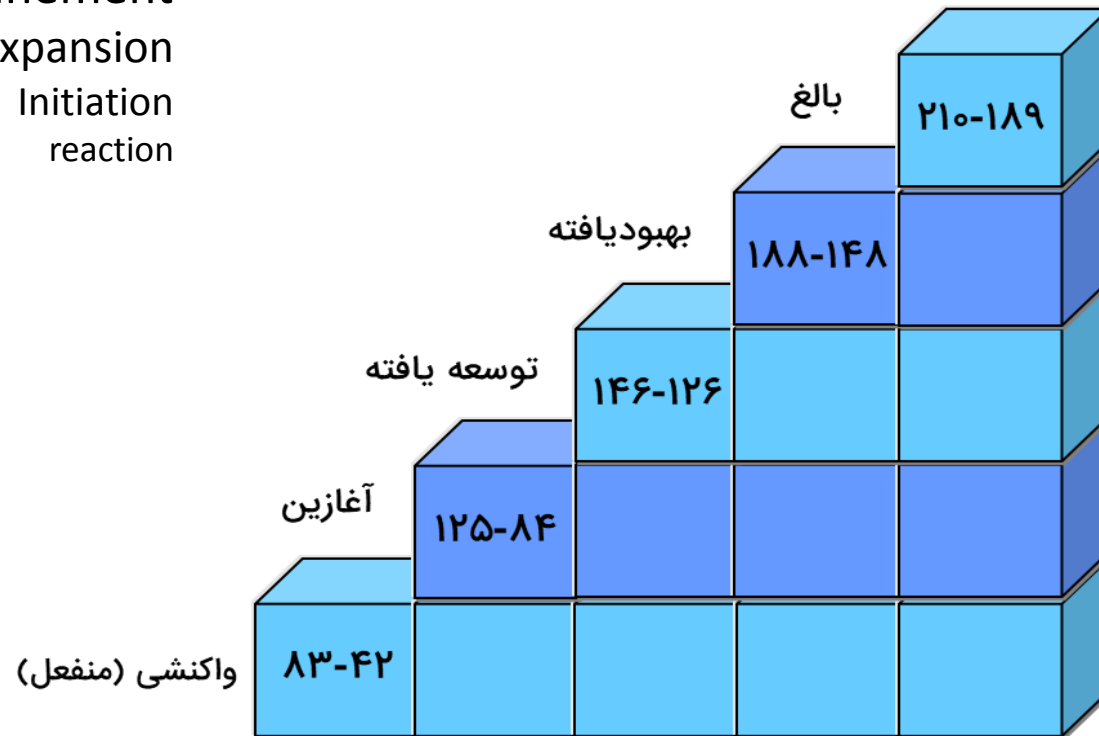 nement
xpansion
Initiation
reaction
بالغ
۲۱۰-۱۸۹
بهبودیافته
۱۸۸-۱۴۸
توسعه یافته
۱۴۶-۱۲۶
آغازین
۱۲۵-۸۴
واکنشی (منفعل)
۸۳-۴۲